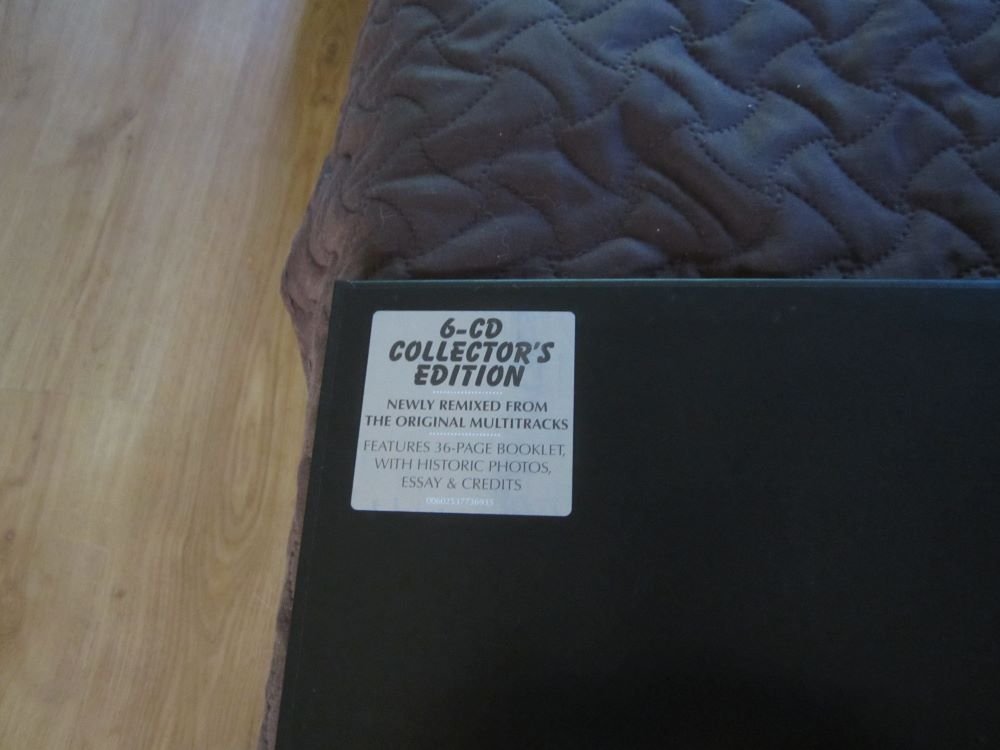 6-CD
COLLECTOR'S
EDITION
NEWLY REMIXED FROM
THE ORIGINAL MULTITRACKS
FEATURES 36-PAGE BOOKLET,
WITH HISTORIC PHOTOS,
ESSAY & CREDITS
00602537736935